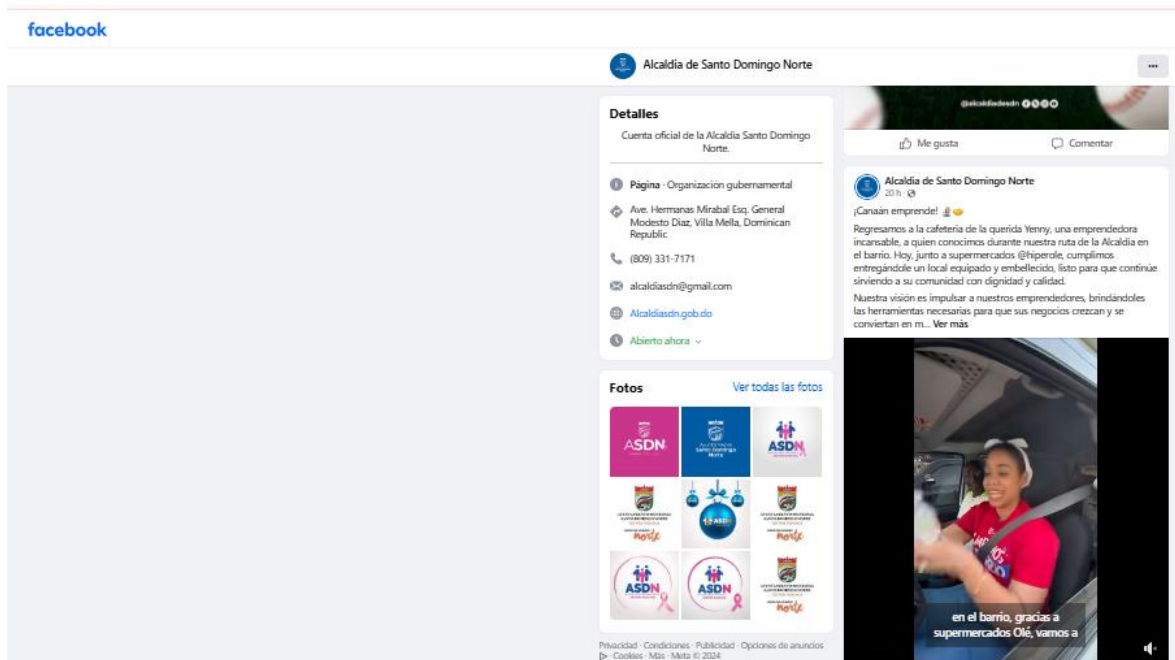 facebook
Alcaldía de Santo Domingo Norte
Detalles
Cuenta oficial de la Alcaldía Santo Domingo
Norte.
Página · Organización gubernamental
Ave. Hermanas Mirabal Esq. General
Modesto Diaz, Villa Mella, Dominican
Republic
(809) 331-7171
alcaldiasdn@gmail.com
Alcaldiasdn.gob.do
Abierto ahora
Fotos
Ver todas las fotos
ASDN
Santo Domingo
Norte
ASDN
norte
ASDN
norte
ASDN
ASDN
norte
Privacidad · Condiciones · Publicidad · Opciones de anuncios
· Cookies · Más · Meta © 2024
@alcaldiadesdn
Me gusta
Comentar
Alcaldía de Santo Domingo Norte
20 h ·
¡Canaán emprende!
Regresamos a la cafetería de la querida Yenny, una emprendedora
incansable, a quien conocimos durante nuestra ruta de la Alcaldía en
el barrio. Hoy, junto a supermercados @hiperole, cumplimos
entregándole un local equipado y embellecido, listo para que continúe
sirviendo a su comunidad con dignidad y calidad.
Nuestra visión es impulsar a nuestros emprendedores, brindándoles
las herramientas necesarias para que sus negocios crezcan y se
conviertan en m... Ver más
en el barrio, gracias a
supermercados Olé, vamos a